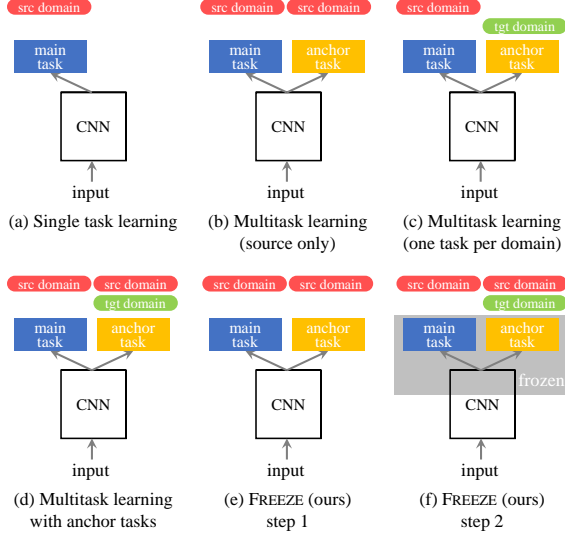 src domain
main
task
CNN
input
(a) Single task learning
src domain src domain
main
task
anchor
task
CNN
input
(b) Multitask learning
(source only)
src domain
tgt domain
main
task
anchor
task
CNN
input
(c) Multitask learning
(one task per domain)
src domain src domain
tgt domain
main
task
anchor
task
CNN
input
(d) Multitask learning
with anchor tasks
src domain src domain
main
task
anchor
task
CNN
input
(e) FREEZE (ours)
step 1
src domain src domain
tgt domain
main
task
anchor
task
frozen
CNN
input
(f) FREEZE (ours)
step 2